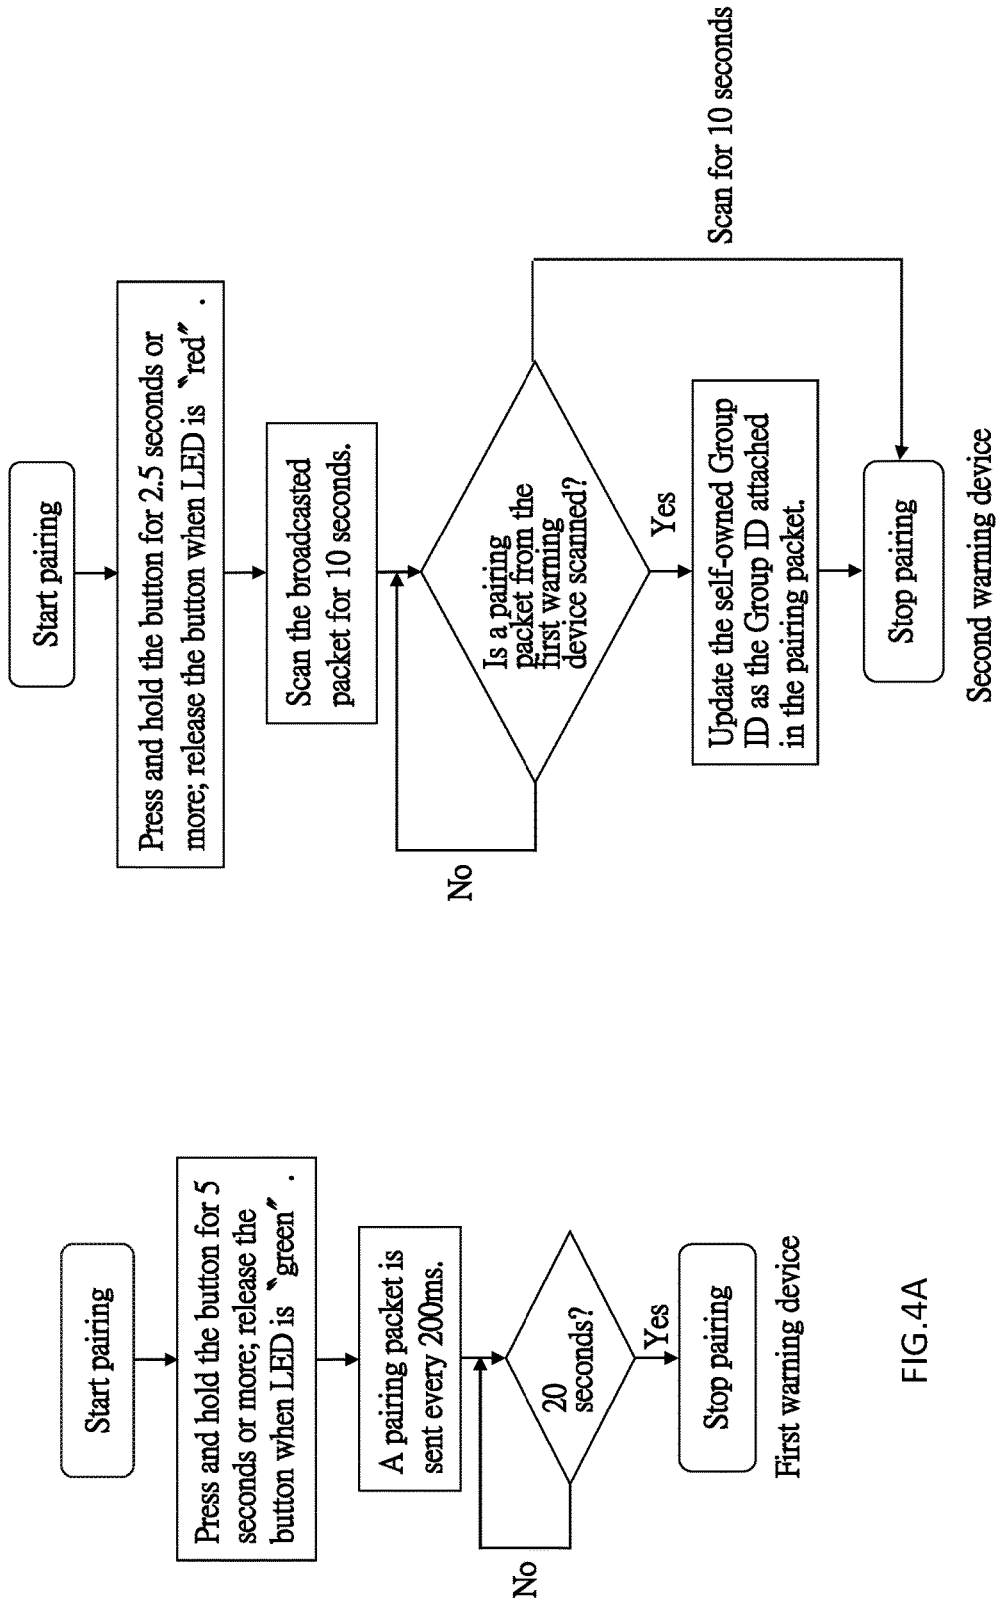 Start pairing
Press and hold the button for 5
seconds or more; release the
button when LED is 〝green〞.
A pairing packet is
sent every 200ms.
20
seconds?
No
Yes
Stop pairing
First warning device
Start pairing
Press and hold the button for 2.5 seconds or
more; release the button when LED is 〝red〞.
Scan the broadcasted
packet for 10 seconds.
Is a pairing
packet from the
first warning
device scanned?
No
Yes
Scan for 10 seconds
Update the self-owned Group
ID as the Group ID attached
in the pairing packet.
Stop pairing
Second warning device
FIG.4A